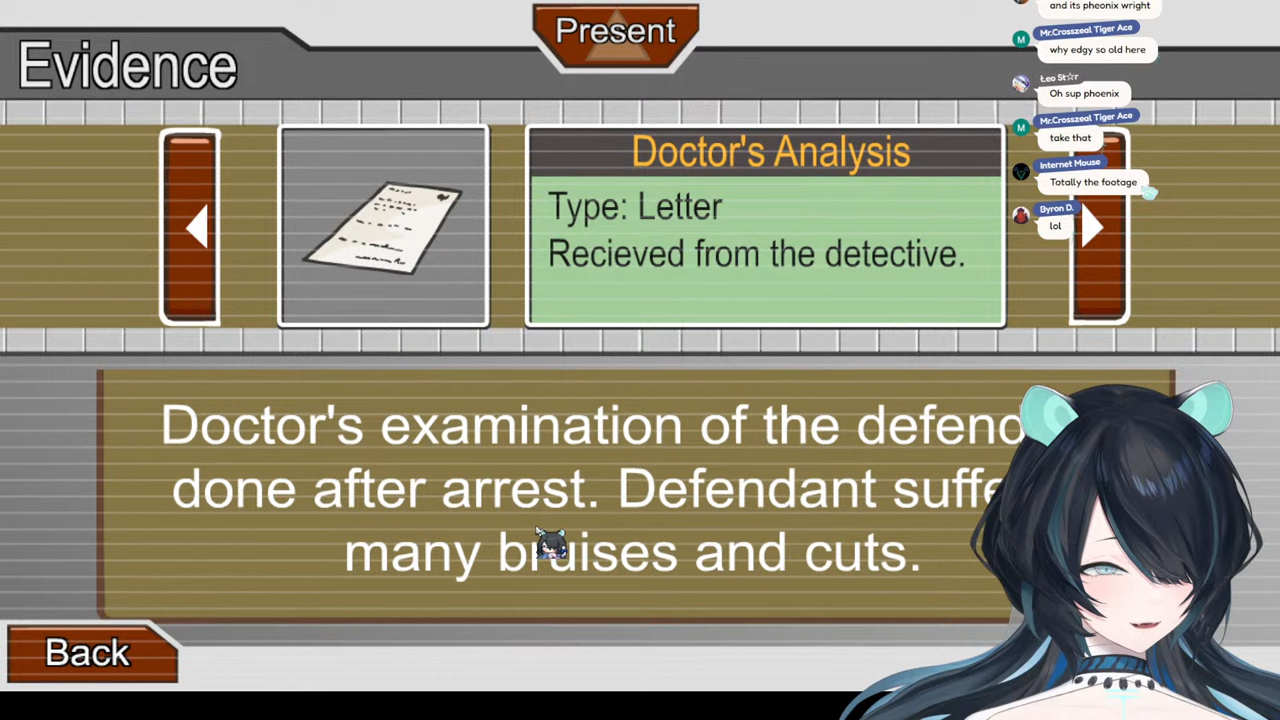 Present
Evidence
Doctor's Analysis
Type: Letter
Recieved from the detective.
Doctor's examination of the defend
done after arrest. Defendant suffe
many bruises and cuts.
Back
and its pheonix wright
M
Mr.Crosszeal Tiger Ace
why edgy so old here
Łeo St☆r
Oh sup phoenix
M
Mr.Crosszeal Tiger Ace
take that
Internet Mouse
Totally the footage
Byron D.
lol